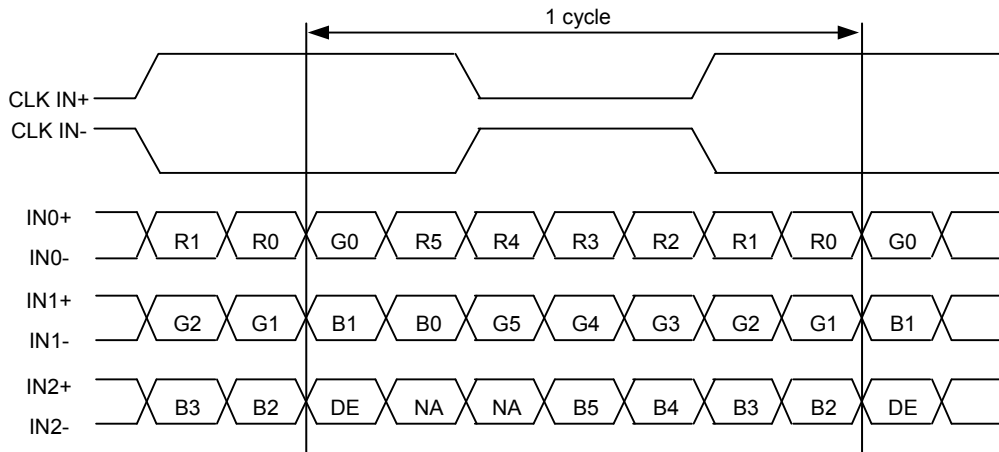 1 cycle
CLK IN+
CLK IN-
IN0+
R1 R0 G0 R5 R4 R3 R2 R1 R0 G0
IN0-
IN1+
G2 G1 B1 B0 G5 G4 G3 G2 G1 B1
IN1-
IN2+
B3 B2 DE NA NA B5 B4 B3 B2 DE
IN2-